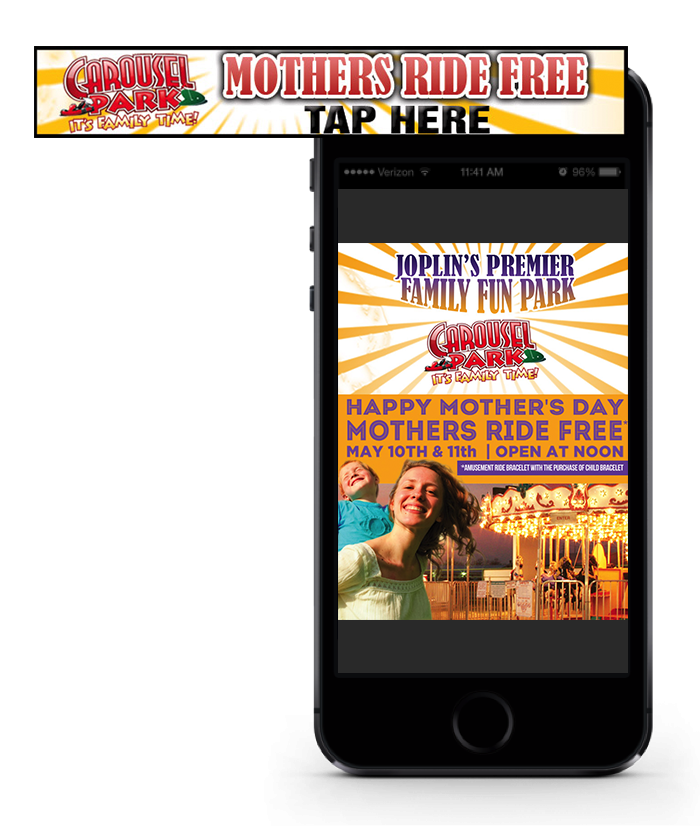 CAROUSEL
PARK
IT'S FAMILY TIME!
MOTHERS RIDE FREE
TAP HERE
Verizon 11:41 AM 96%
JOPLIN'S PREMIER
FAMILY FUN PARK
CAROUSEL
PARK
IT'S FAMILY TIME!
HAPPY MOTHER'S DAY
MOTHERS RIDE FREE*
MAY 10TH & 11th | OPEN AT NOON
*AMUSEMENT RIDE BRACELET WITH THE PURCHASE OF CHILD BRACELET
ENTER